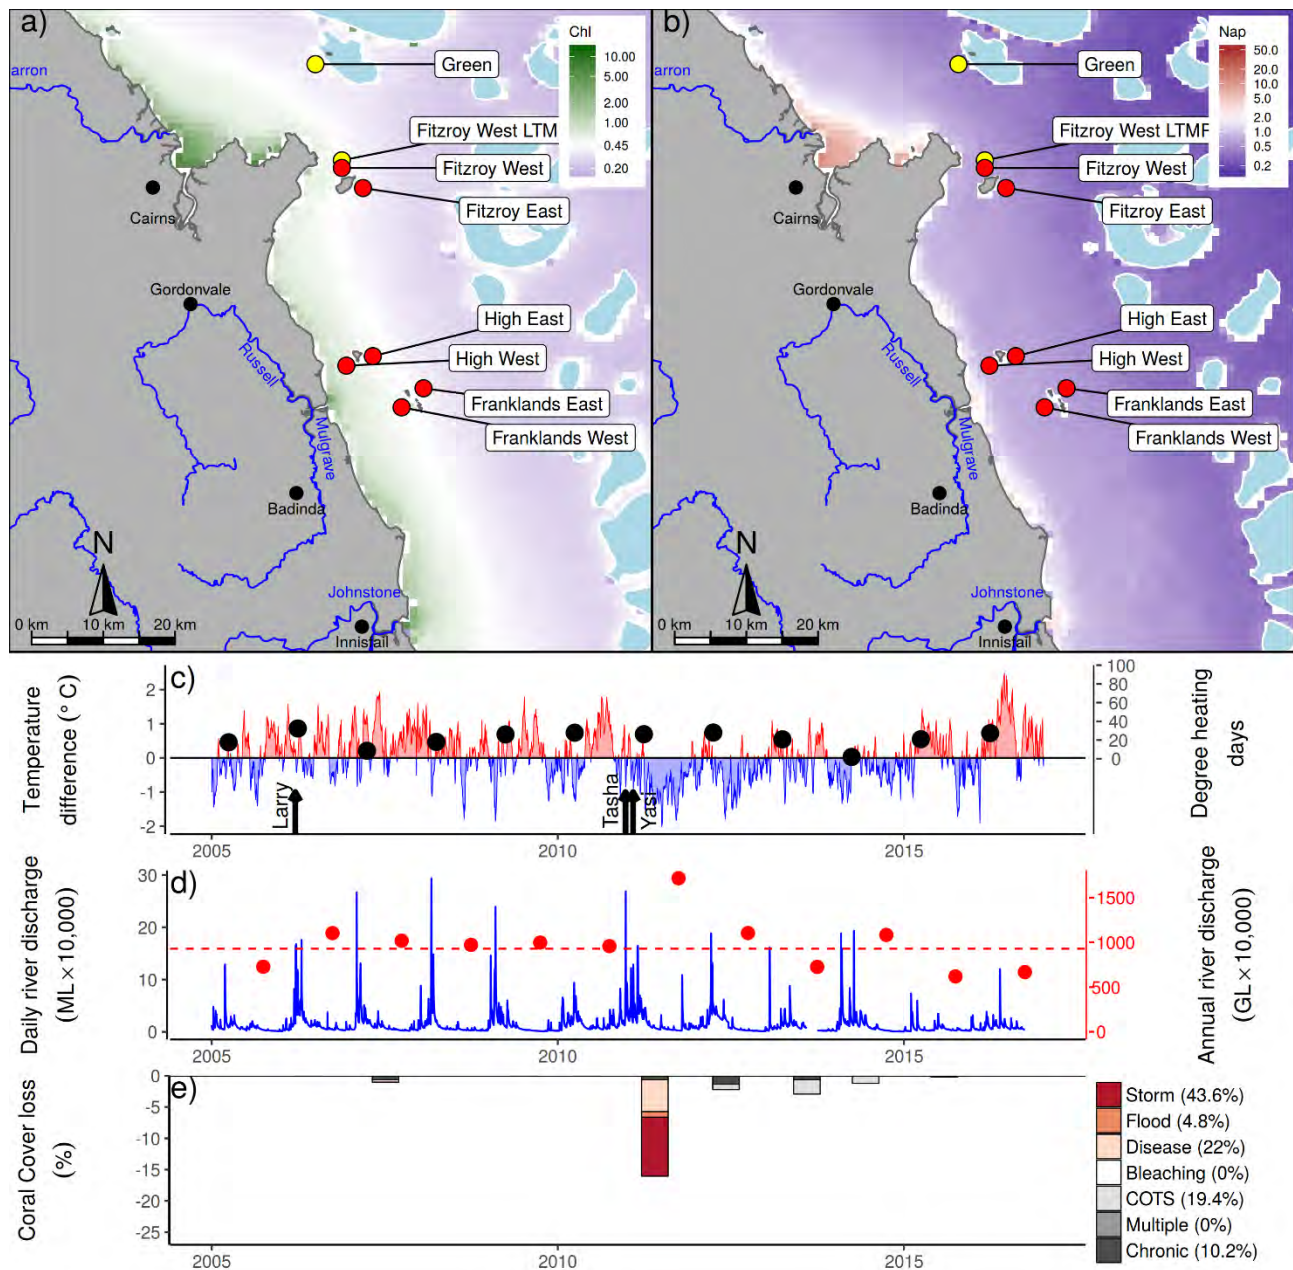 a)
Chl
10.00
5.00
2.00
1.00
0.45
0.20
arron
Green
Fitzroy West LTM
Fitzroy West
Fitzroy East
Cairns
Gordonvale
Russell
High East
High West
Franklands East
Franklands West
Mulgrave
Badinda
N
Johnstone
0 km 10 km 20 km
Innisfail
b)
Nap
50.0
20.0
10.0
5.0
2.0
1.0
0.5
0.2
arron
Green
Fitzroy West LTMF
Fitzroy West
Fitzroy East
Cairns
Gordonvale
Russell
High East
High West
Franklands East
Franklands West
Mulgrave
Badinda
N
Johnstone
0 km 10 km 20 km
Innisfail
c)
Temperature
difference (° C)
2
1
0
-1
-2
Larry
Tasha
Yasi
100
80
60
40
20
0
Degree heating
days
2005 2010 2015
d)
Daily river discharge
(ML×10,000)
30
20
10
0
1500
1000
500
0
Annual river discharge
(GL×10,000)
2005 2010 2015
e)
Coral Cover loss
(%)
0
-5
-10
-15
-20
-25
2005 2010 2015
Storm (43.6%)
Flood (4.8%)
Disease (22%)
Bleaching (0%)
COTS (19.4%)
Multiple (0%)
Chronic (10.2%)